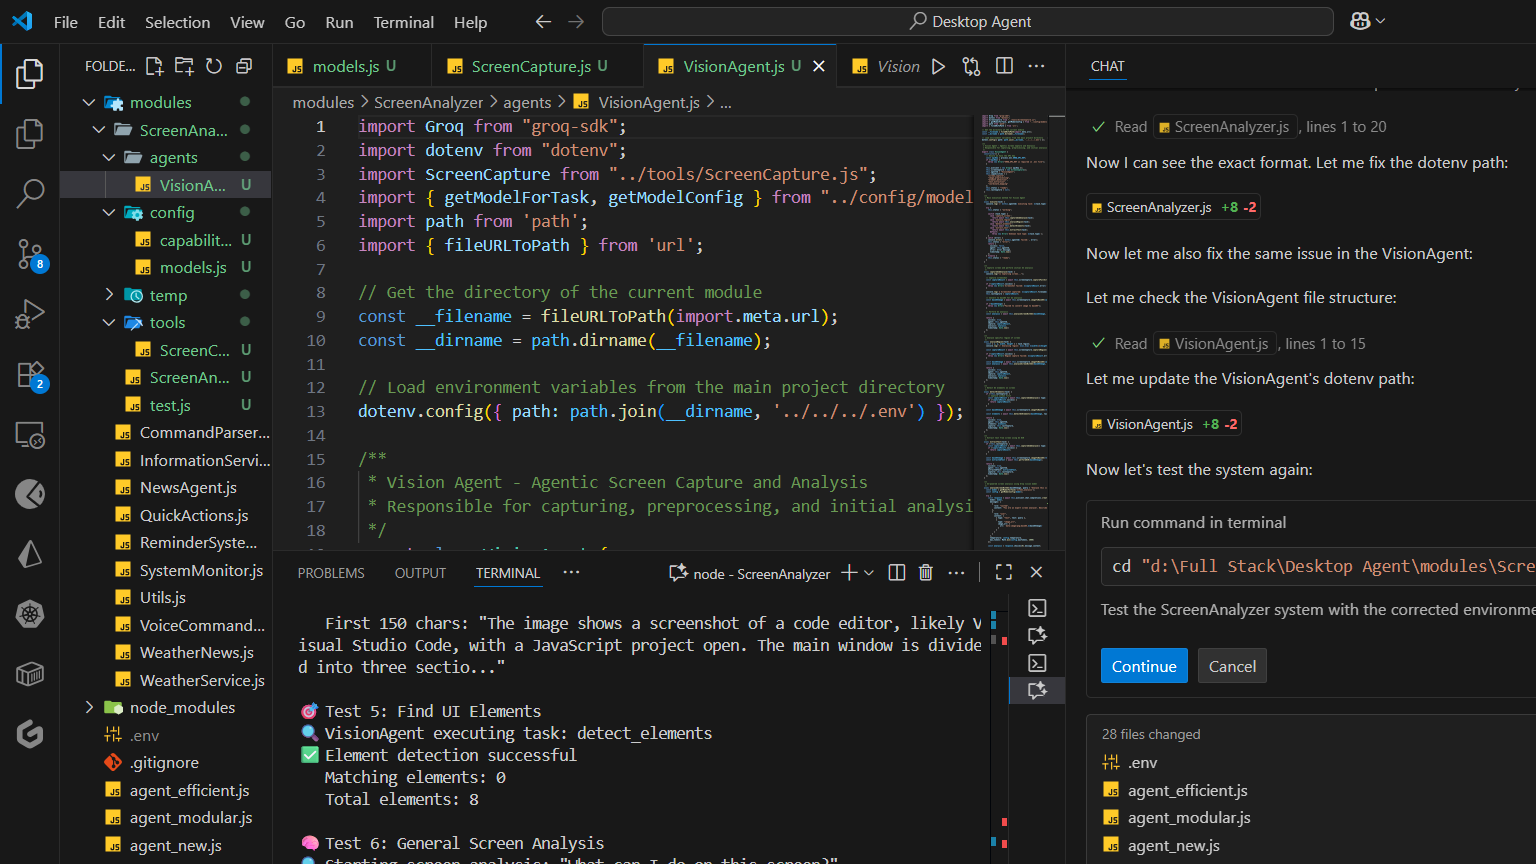 File Edit Selection View Go Run Terminal Help
Desktop Agent
FOLDE...
modules
ScreenAna...
agents
VisionA... U
config
capabilit... U
models.js U
temp
tools
ScreenC... U
ScreenAn... U
test.js U
CommandParser...
InformationServi...
NewsAgent.js
QuickActions.js
ReminderSyste...
SystemMonitor.js
Utils.js
VoiceCommand...
WeatherNews.js
WeatherService.js
node_modules
.env
.gitignore
agent_efficient.js
agent_modular.js
agent_new.js
8
2
models.js U ScreenCapture.js U VisionAgent.js U Vision
modules > ScreenAnalyzer > agents > VisionAgent.js > ...
1 import Groq from "groq-sdk";
2 import dotenv from "dotenv";
3 import ScreenCapture from "../tools/ScreenCapture.js";
4 import { getModelForTask, getModelConfig } from "../config/model
5 import path from 'path';
6 import { fileURLToPath } from 'url';
7
8 // Get the directory of the current module
9 const __filename = fileURLToPath(import.meta.url);
10 const __dirname = path.dirname(__filename);
11
12 // Load environment variables from the main project directory
13 dotenv.config({ path: path.join(__dirname, '../../../.env') });
14
15 /**
16 * Vision Agent - Agentic Screen Capture and Analysis
17 * Responsible for capturing, preprocessing, and initial analysi
18 */
PROBLEMS OUTPUT TERMINAL ... node - ScreenAnalyzer
First 150 chars: "The image shows a screenshot of a code editor, likely V
isual Studio Code, with a JavaScript project open. The main window is divide
d into three sectio..."
🎯 Test 5: Find UI Elements
🔍 VisionAgent executing task: detect_elements
✅ Element detection successful
Matching elements: 0
Total elements: 8
🧠 Test 6: General Screen Analysis
🔍 Starting screen analysis: "What can I do on this screen?"
CHAT
✓ Read ScreenAnalyzer.js , lines 1 to 20
Now I can see the exact format. Let me fix the dotenv path:
ScreenAnalyzer.js +8 -2
Now let me also fix the same issue in the VisionAgent:
Let me check the VisionAgent file structure:
✓ Read VisionAgent.js , lines 1 to 15
Let me update the VisionAgent's dotenv path:
VisionAgent.js +8 -2
Now let's test the system again:
Run command in terminal
cd "d:\Full Stack\Desktop Agent\modules\Scre
Test the ScreenAnalyzer system with the corrected environme
Continue Cancel
28 files changed
.env
agent_efficient.js
agent_modular.js
agent_new.js